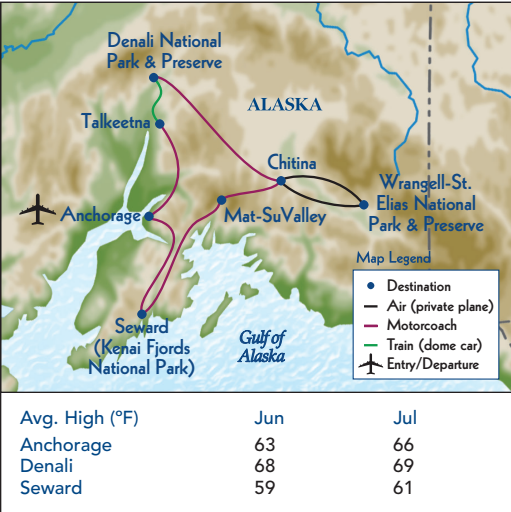 Denali National
Park & Preserve
ALASKA
Talkeetna
Chitina
Wrangell-St.
Elias National
Park & Preserve
Anchorage
Mat-SuValley
Map Legend
Destination
Air (private plane)
Motorcoach
Train (dome car)
Entry/Departure
Seward
(Kenai Fjords
National Park)
Gulf of
Alaska
Avg. High (ºF) Jun Jul
Anchorage 63 66
Denali 68 69
Seward 59 61